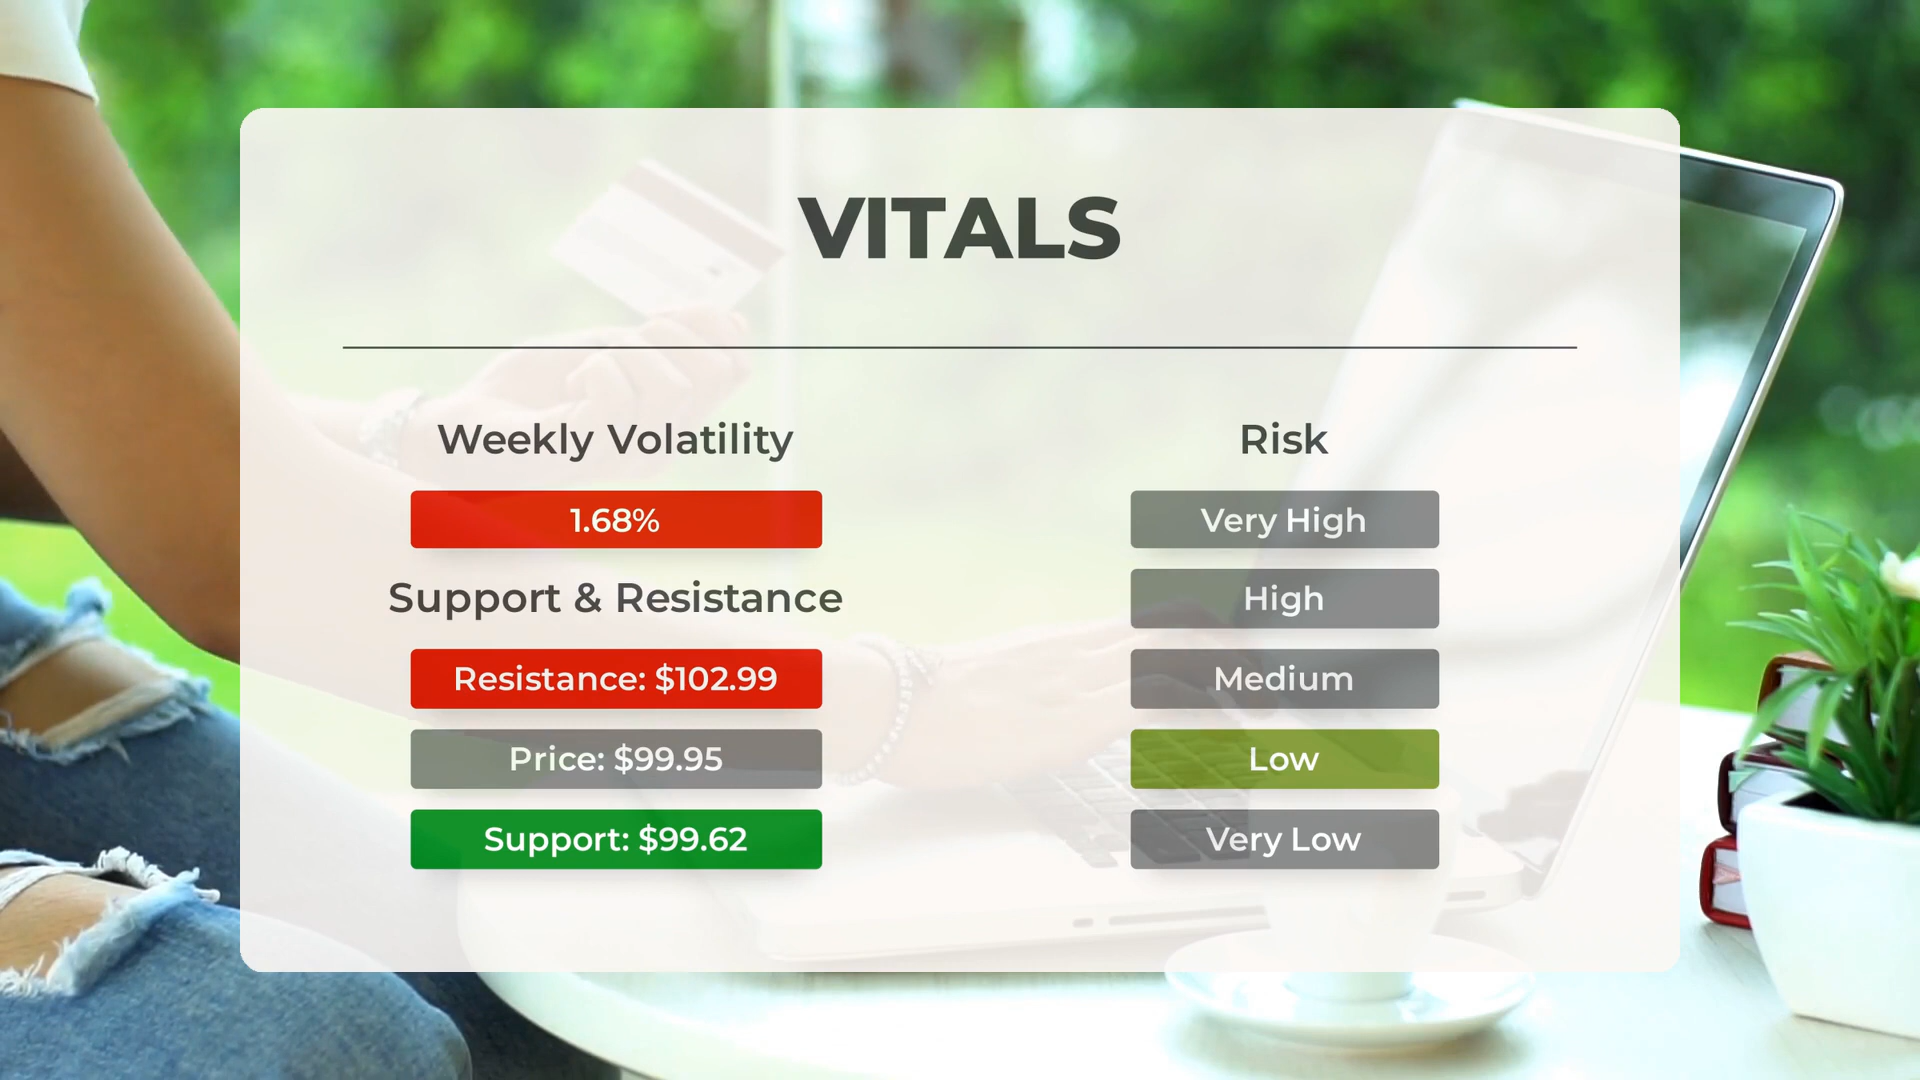 VITALS
Weekly Volatility
1.68%
Support & Resistance
Resistance: $102.99
Price: $99.95
Support: $99.62
Risk
Very High
High
Medium
Low
Very Low